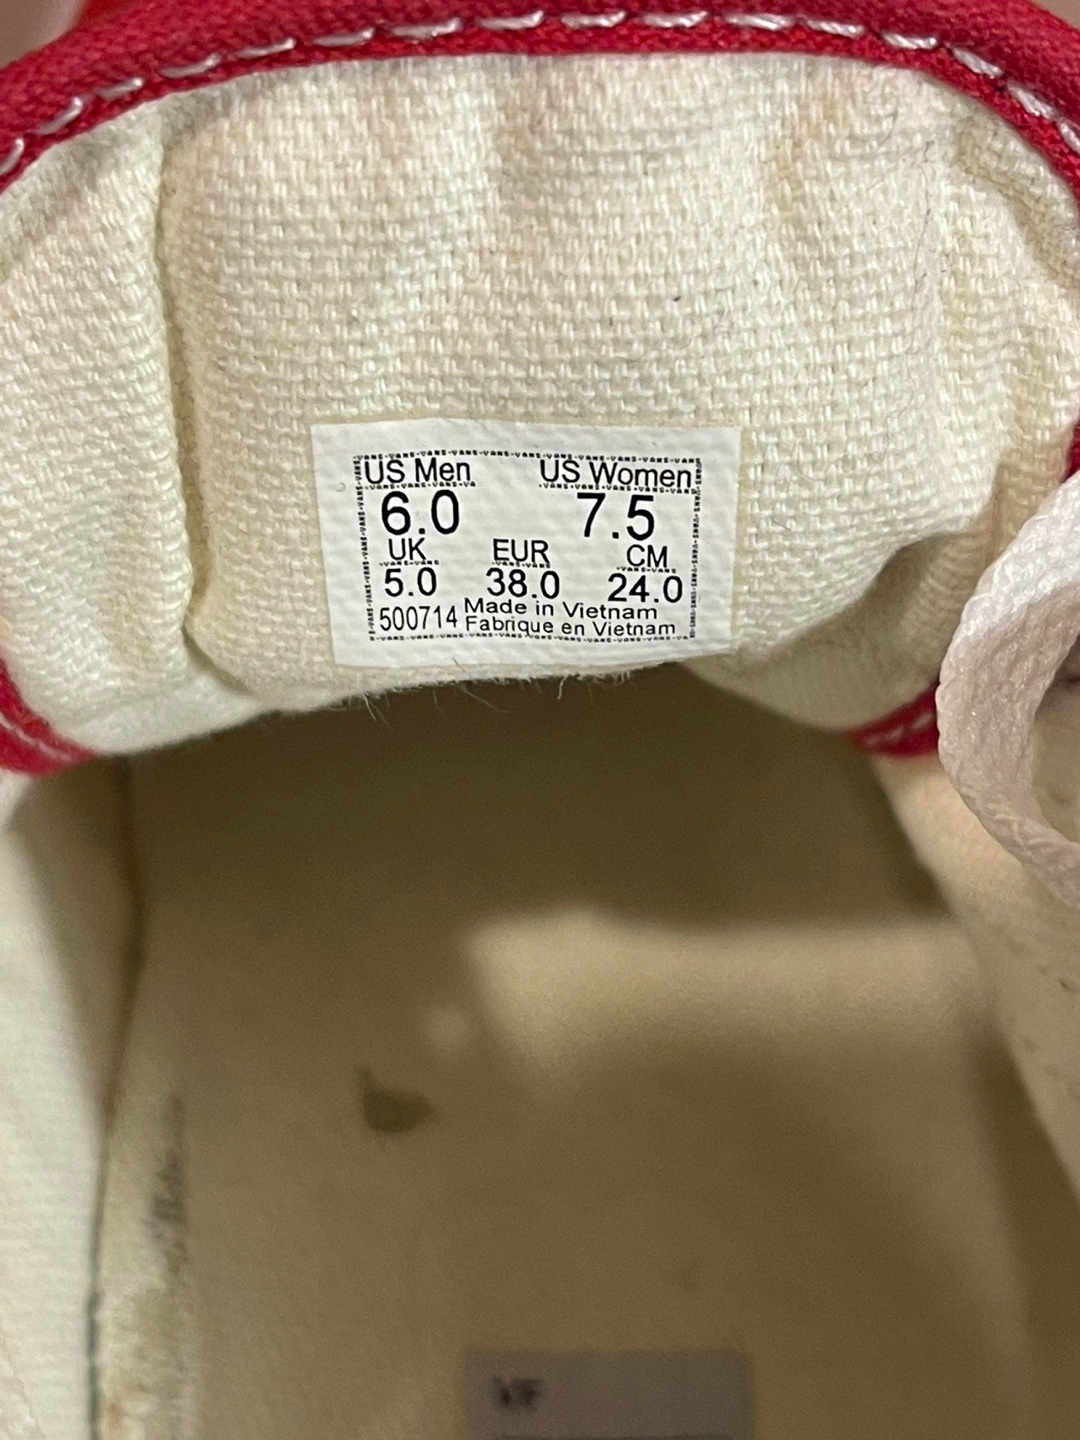 US Men US Women
6.0 7.5
UK EUR CM
5.0 38.0 24.0
500714 Made in Vietnam
Fabrique en Vietnam
VF